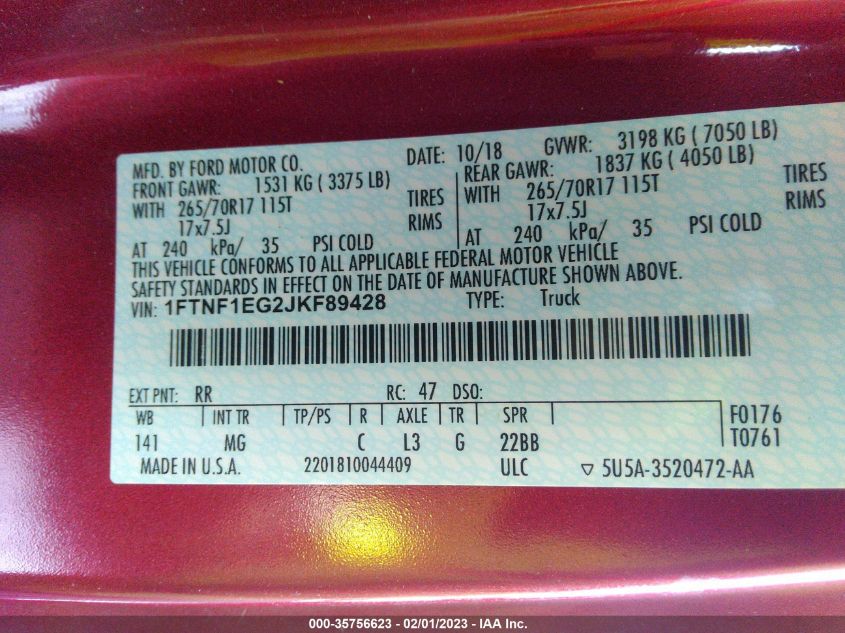 MFD. BY FORD MOTOR CO. DATE: 10/18 GVWR: 3198 KG ( 7050 LB)
FRONT GAWR: 1531 KG ( 3375 LB) REAR GAWR: 1837 KG ( 4050 LB)
WITH 265/70R17 115T TIRES WITH 265/70R17 115T TIRES
17x7.5J RIMS 17x7.5J RIMS
AT 240 kPa/ 35 PSI COLD AT 240 kPa/ 35 PSI COLD
THIS VEHICLE CONFORMS TO ALL APPLICABLE FEDERAL MOTOR VEHICLE
SAFETY STANDARDS IN EFFECT ON THE DATE OF MANUFACTURE SHOWN ABOVE.
VIN: 1FTNF1EG2JKF89428 TYPE: Truck
EXT PNT: RR RC: 47 DSO:
WB INT TR TP/PS R AXLE TR SPR F0176
141 MG C L3 G 22BB T0761
MADE IN U.S.A. 2201810044409 ULC ▽ 5U5A-3520472-AA
000-35756623 - 02/01/2023 - IAA Inc.